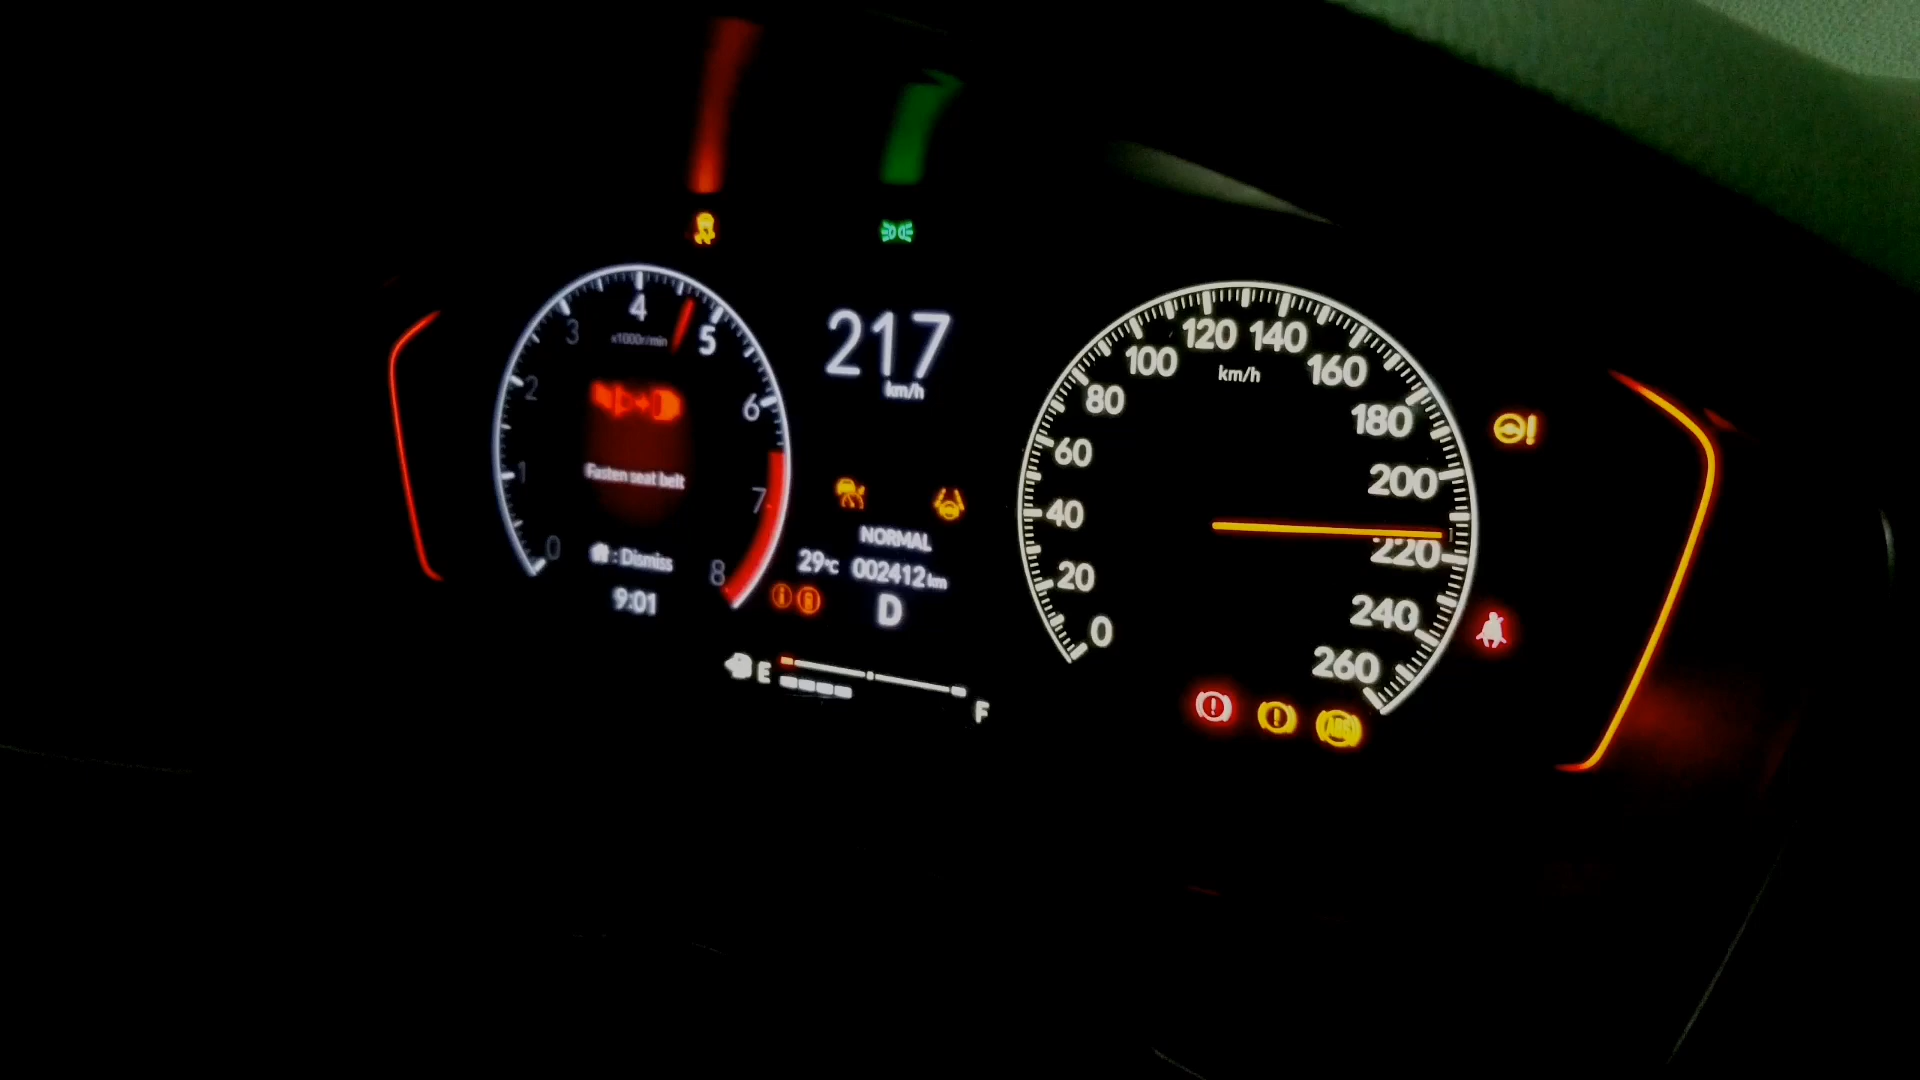 4
3
x1000r/min
5
2
6
Fasten seat belt
1
7
: Dismiss
0
8
9:01
217
km/h
NORMAL
29°C 002412 km
D
E
F
120 140
100
160
km/h
80
180
60
200
40
220
20
240
0
260
ABS